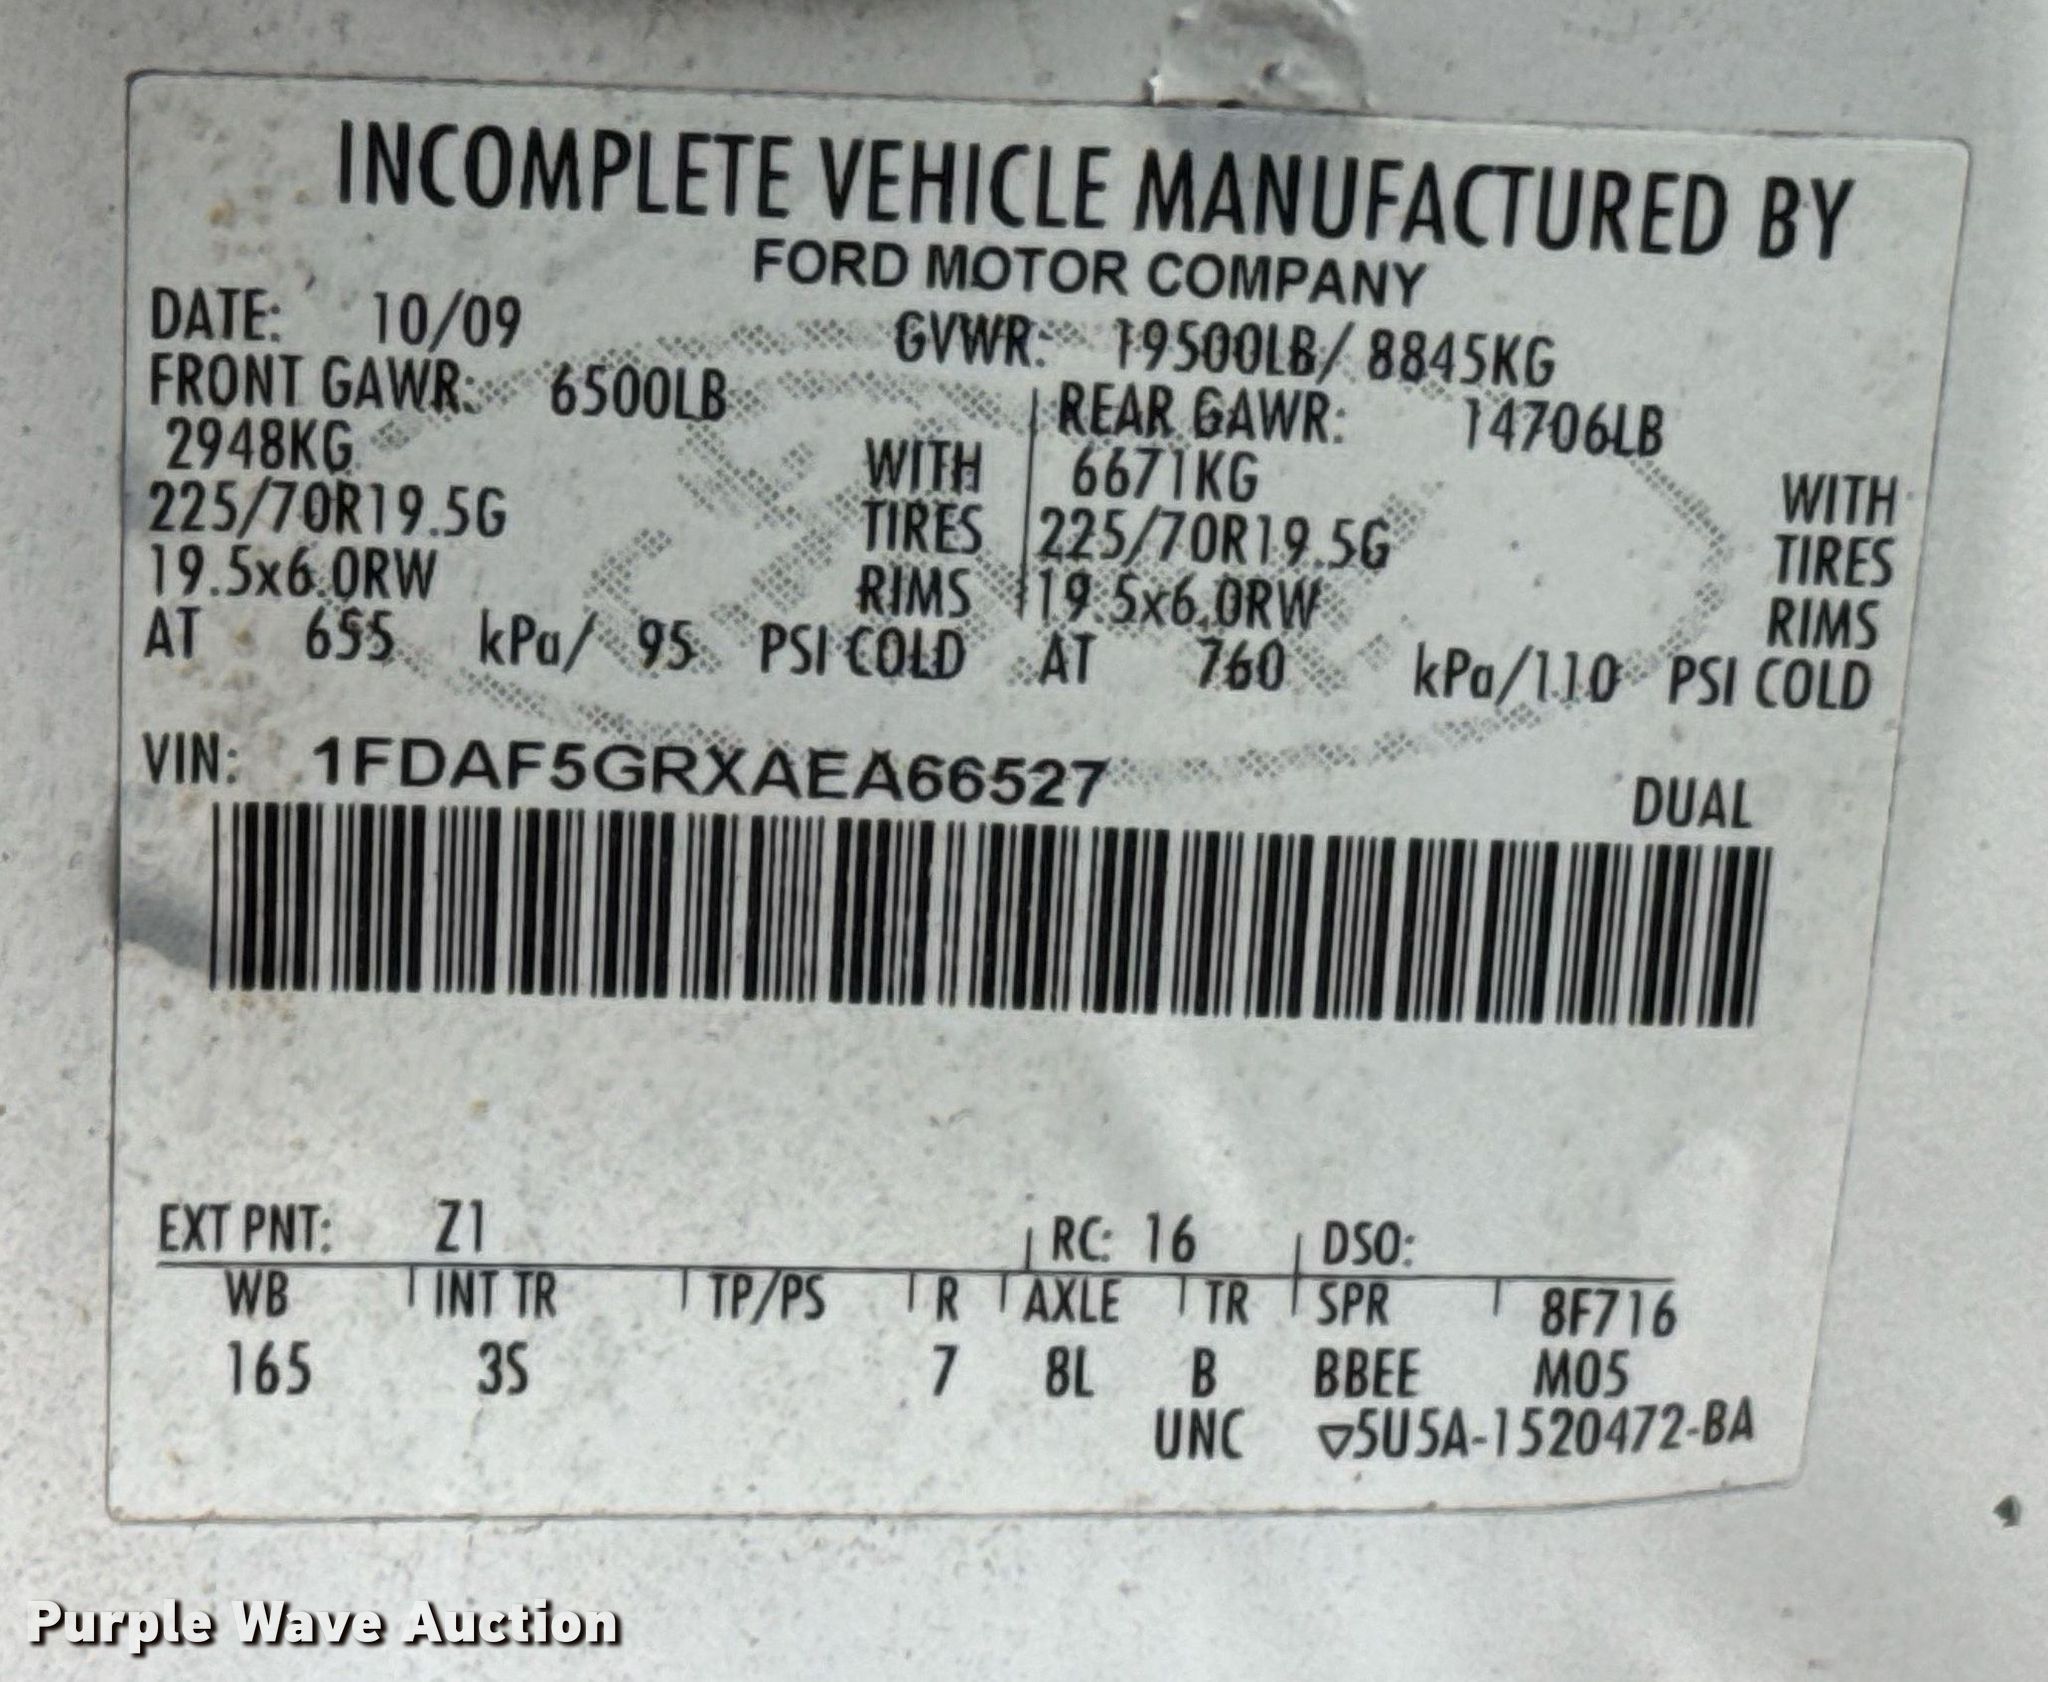 INCOMPLETE VEHICLE MANUFACTURED BY
FORD MOTOR COMPANY
DATE: 10/09 GVWR: 19500LB/ 8845KG
FRONT GAWR: 6500LB REAR GAWR: 14706LB
2948KG WITH 6671KG WITH
225/70R19.5G TIRES 225/70R19.5G TIRES
19.5x6.0RW RIMS 19.5x6.0RW RIMS
AT 655 kPa/ 95 PSI COLD AT 760 kPa/110 PSI COLD
VIN: 1FDAF5GRXAEA66527
DUAL
EXT PNT: Z1 RC: 16 DSO:
WB INT TR TP/PS R AXLE TR SPR 8F716
165 3S 7 8L B BBEE M05
UNC ▽5U5A-1520472-BA
Purple Wave Auction